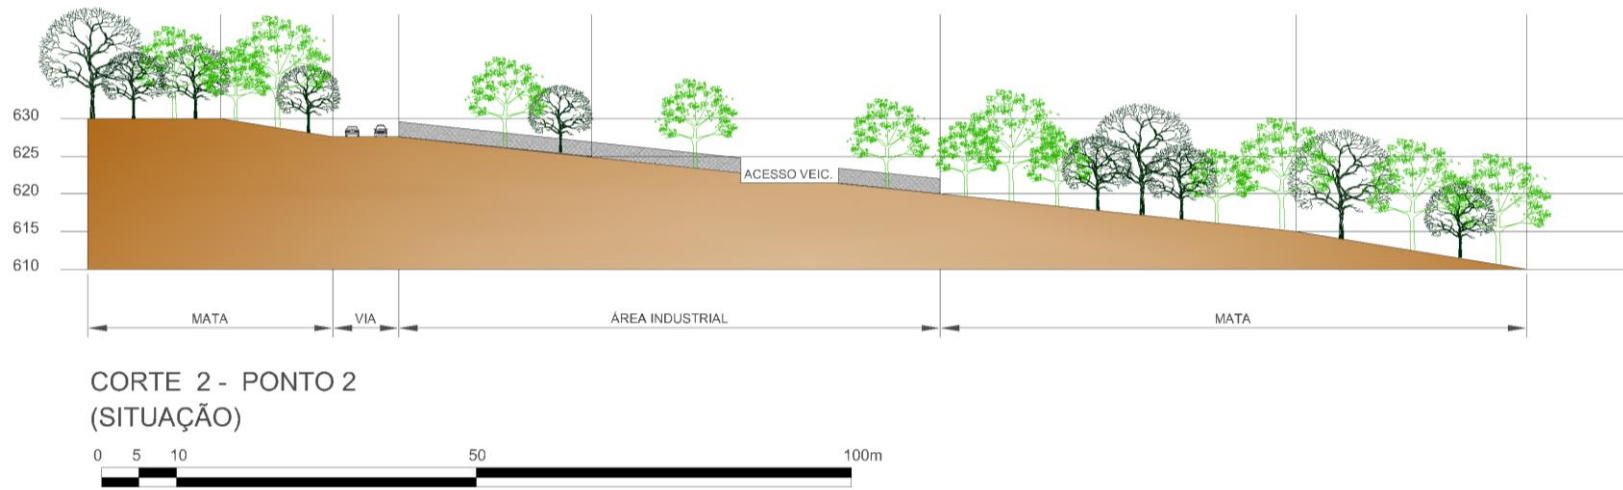 630
625
620
615
610
ACESSO VEIC.
MATA
VIA
ÁREA INDUSTRIAL
MATA
CORTE 2 - PONTO 2
(SITUAÇÃO)
0 5 10 50 100m